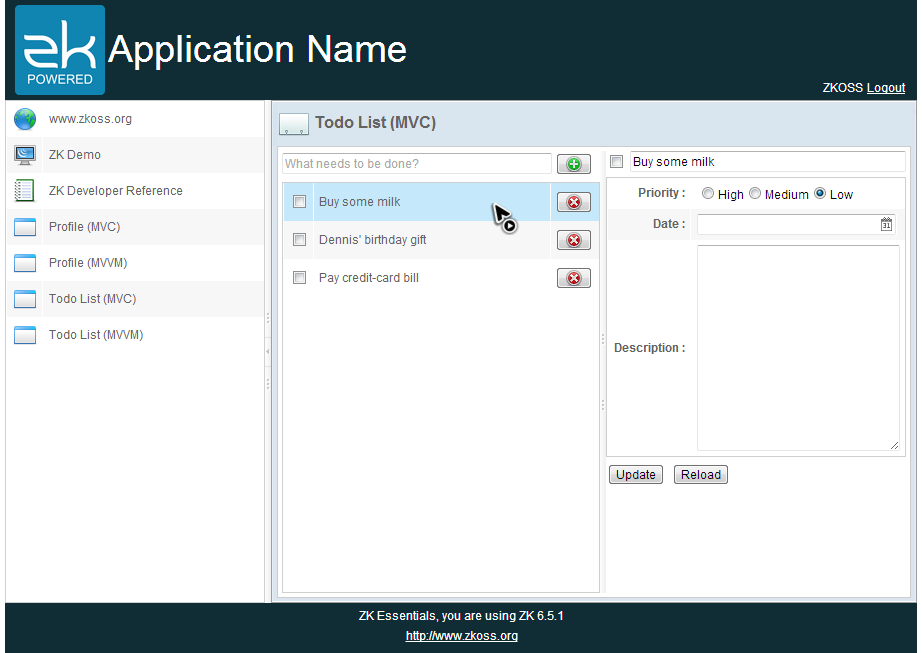 zk
POWERED
Application Name
ZKOSS Logout
www.zkoss.org
ZK Demo
ZK Developer Reference
Profile (MVC)
Profile (MVVM)
Todo List (MVC)
Todo List (MVVM)
Todo List (MVC)
What needs to be done?
Buy some milk
Dennis' birthday gift
Pay credit-card bill
Buy some milk
Priority : High Medium Low
Date :
31
Description :
Update Reload
ZK Essentials, you are using ZK 6.5.1
http://www.zkoss.org